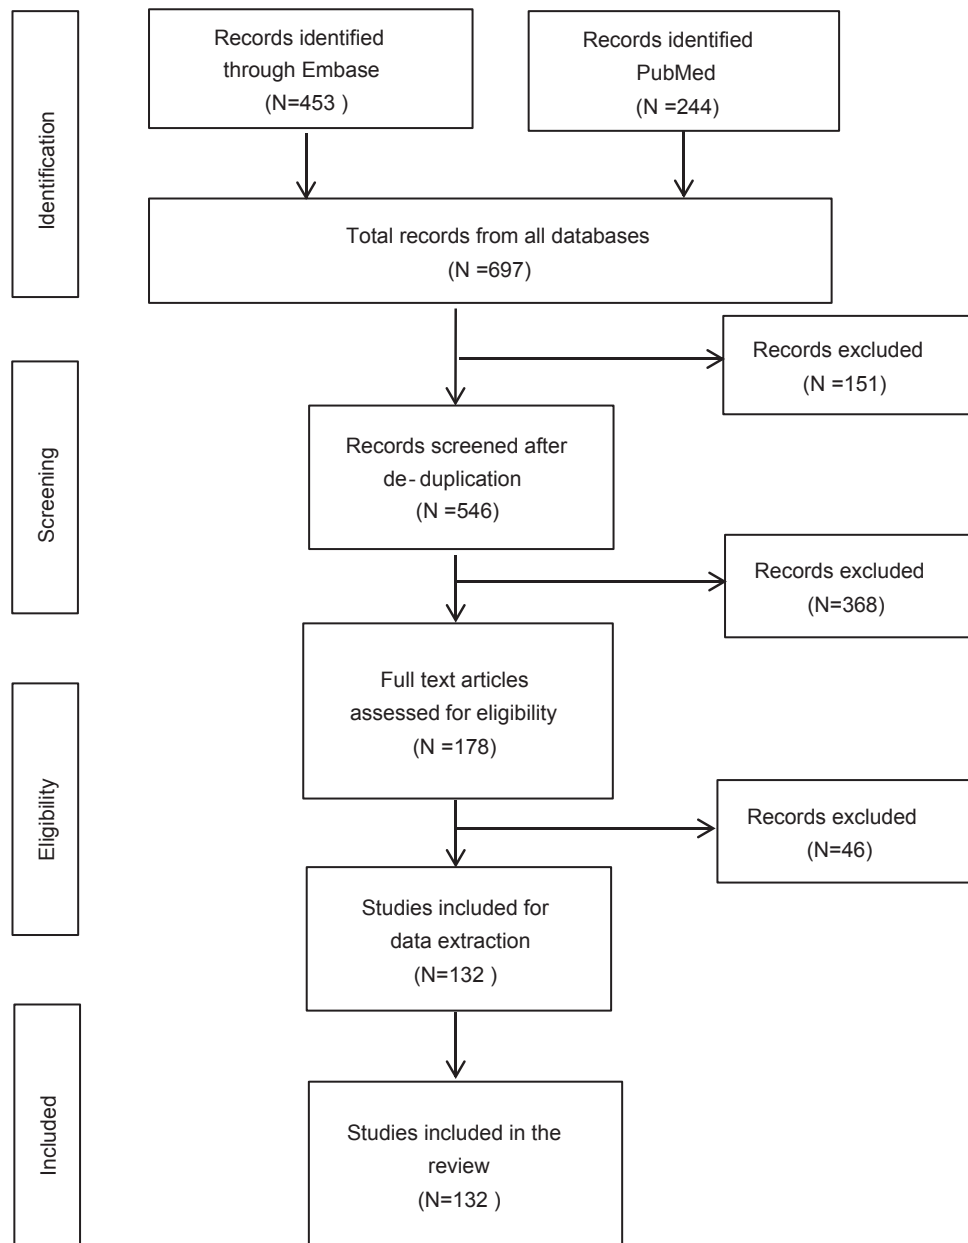 Identification
Records identified
through Embase
(N=453 )
Records identified
PubMed
(N =244)
Total records from all databases
(N =697)
Records excluded
(N =151)
Screening
Records screened after
de-duplication
(N =546)
Records excluded
(N=368)
Eligibility
Full text articles
assessed for eligibility
(N =178)
Records excluded
(N=46)
Studies included for
data extraction
(N=132 )
Included
Studies included in the
review
(N=132 )